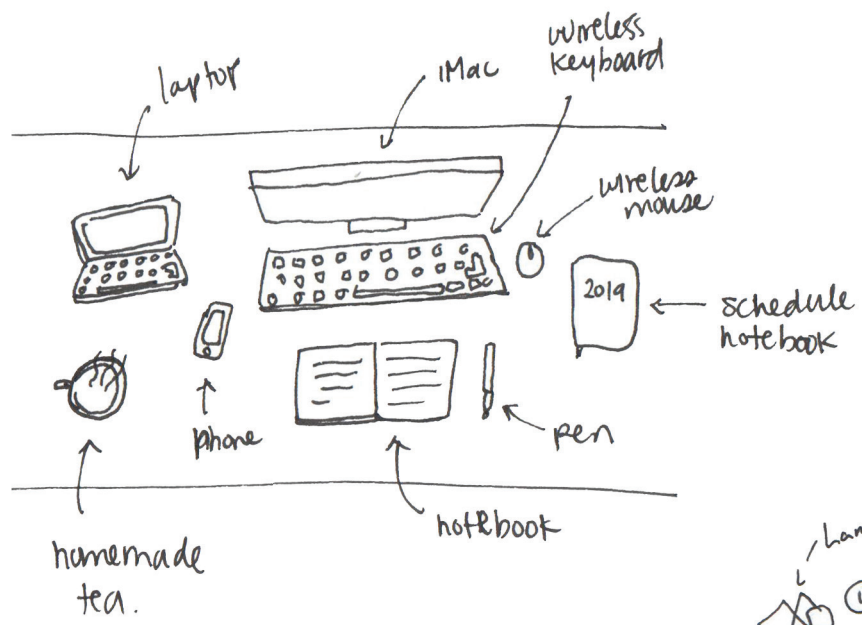 laptop
iMac
wireless
keyboard
wireless
mouse
2019
schedule
notebook
phone
pen
notebook
homemade
tea.